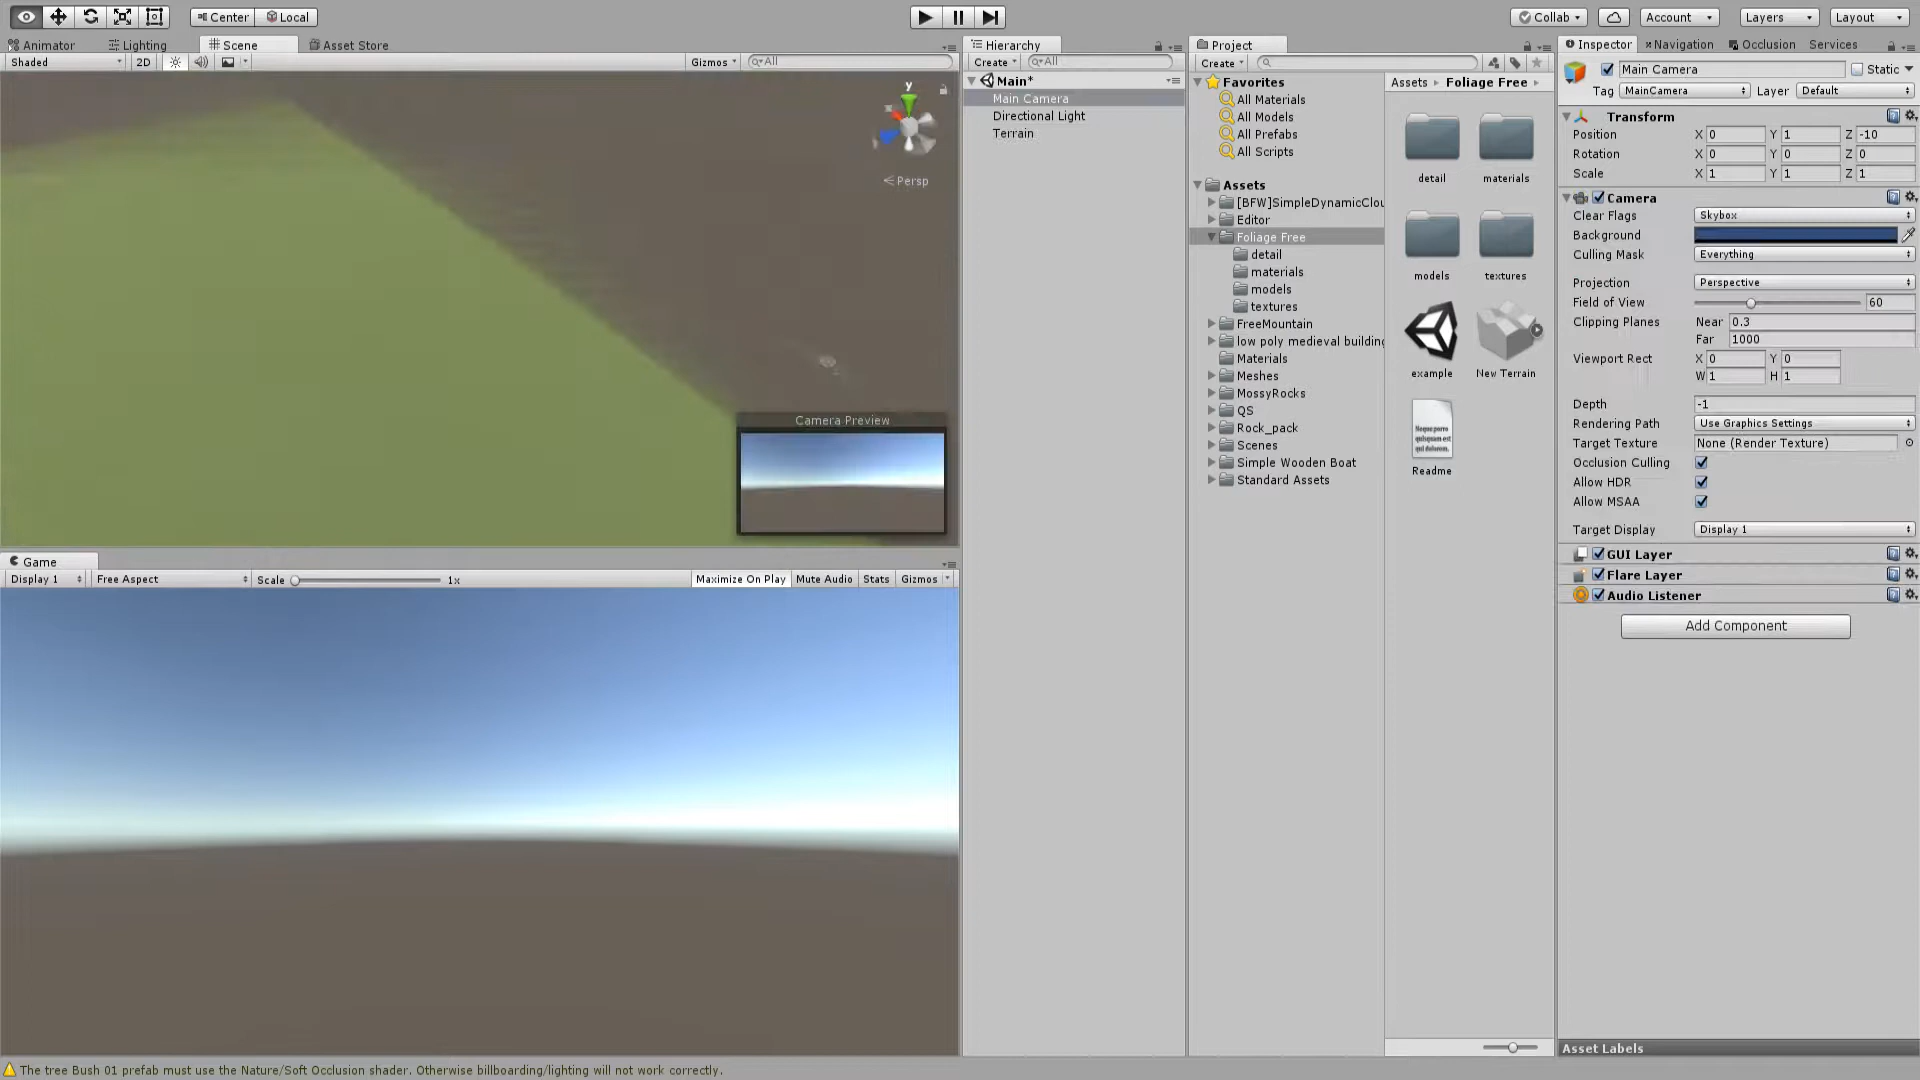 Center
Local
Collab
Account
Layers
Layout
Animator
Lighting
Scene
Asset Store
Shaded
2D
Gizmos
All
y
Persp
Camera Preview
Game
Display 1
Free Aspect
Scale
1x
Maximize On Play
Mute Audio
Stats
Gizmos
Hierarchy
Create
All
Main*
Main Camera
Directional Light
Terrain
Project
Create
Favorites
All Materials
All Models
All Prefabs
All Scripts
Assets
[BFW]SimpleDynamicClou
Editor
Foliage Free
detail
materials
models
textures
FreeMountain
low poly medieval building
Materials
Meshes
MossyRocks
QS
Rock_pack
Scenes
Simple Wooden Boat
Standard Assets
Assets
Foliage Free
detail
materials
models
textures
example
New Terrain
Readme
Inspector
Navigation
Occlusion
Services
Main Camera
Static
Tag
MainCamera
Layer
Default
Transform
Position X 0 Y 1 Z -10
Rotation X 0 Y 0 Z 0
Scale X 1 Y 1 Z 1
Camera
Clear Flags Skybox
Background
Culling Mask Everything
Projection Perspective
Field of View 60
Clipping Planes Near 0.3
Far 1000
Viewport Rect X 0 Y 0
W 1 H 1
Depth -1
Rendering Path Use Graphics Settings
Target Texture None (Render Texture)
Occlusion Culling
Allow HDR
Allow MSAA
Target Display Display 1
GUI Layer
Flare Layer
Audio Listener
Add Component
Asset Labels
The tree Bush 01 prefab must use the Nature/Soft Occlusion shader. Otherwise billboarding/lighting will not work correctly.